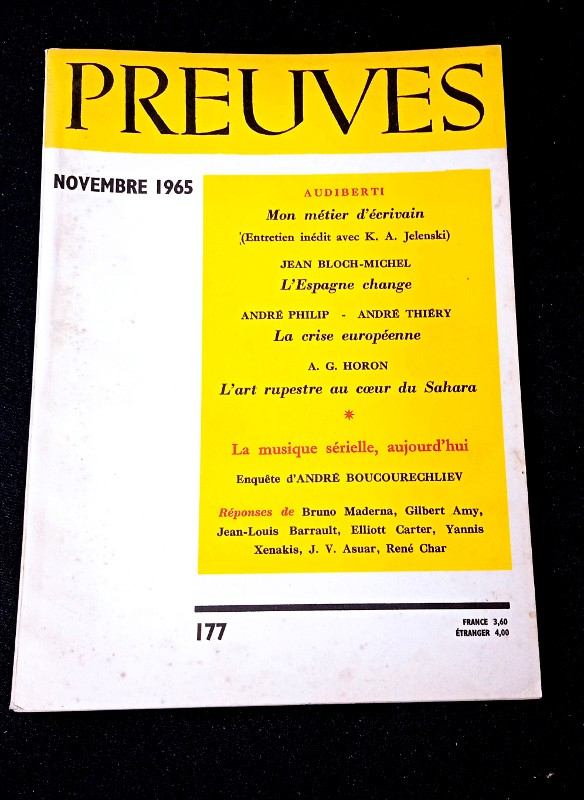 PREUVES
NOVEMBRE 1965
AUDIBERTI
Mon métier d'écrivain
(Entretien inédit avec K. A. Jelenski)
JEAN BLOCH-MICHEL
L'Espagne change
ANDRÉ PHILIP - ANDRÉ THIÉRY
La crise européenne
A. G. HORON
L'art rupestre au cœur du Sahara
*
La musique sérielle, aujourd'hui
Enquête d'ANDRÉ BOUCOURECHLIEV
Réponses de Bruno Maderna, Gilbert Amy,
Jean-Louis Barrault, Elliott Carter, Yannis
Xenakis, J. V. Asuar, René Char
177
FRANCE 3,60
ÉTRANGER 4,00